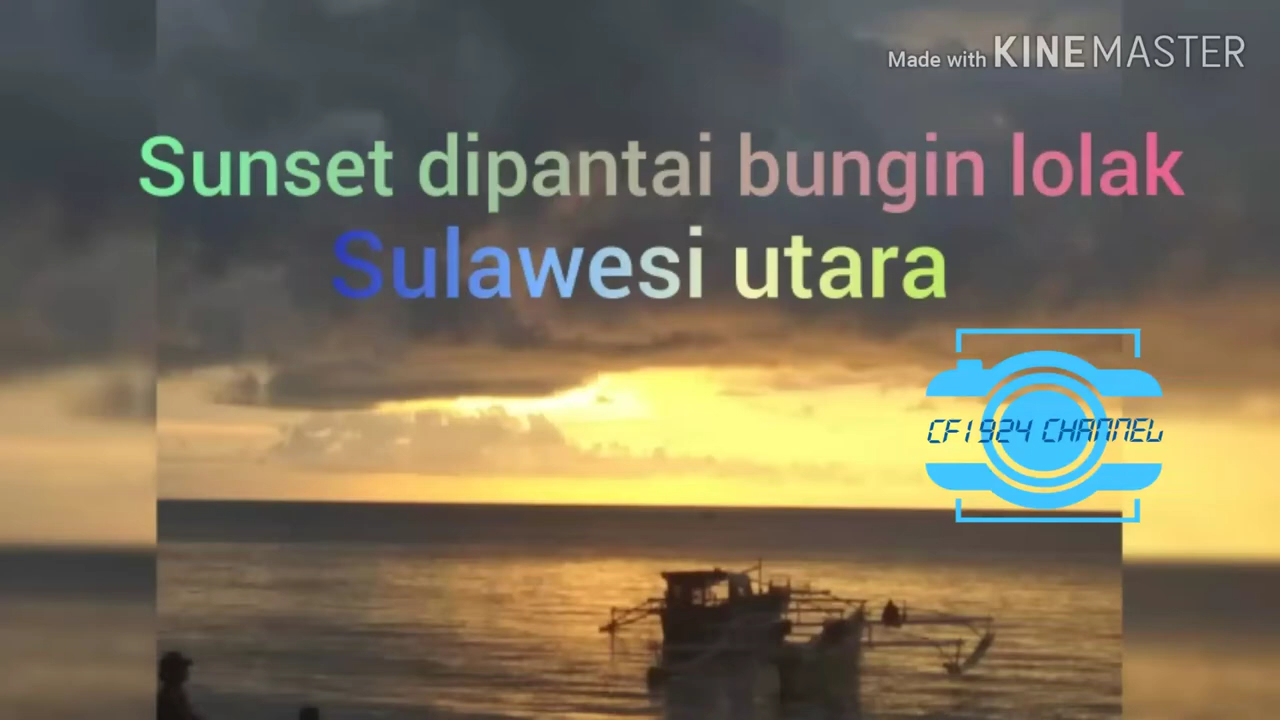 Made with KINEMASTER
Sunset dipantai bungin lolak
Sulawesi utara
CF1924 CHANNEL